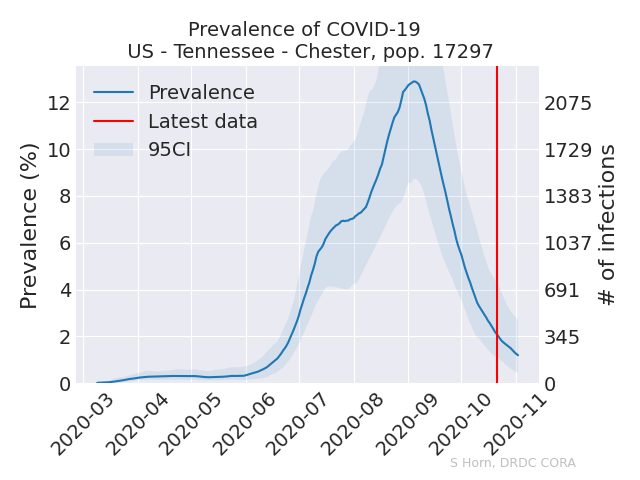 Prevalence of COVID-19
US - Tennessee - Chester, pop. 17297
Prevalence
Latest data
95CI
Prevalence (%)
12
10
8
6
4
2
0
2075
1729
1383
1037
691
345
0
# of infections
2020-03
2020-04
2020-05
2020-06
2020-07
2020-08
2020-09
2020-10
2020-11
S Horn, DRDC CORA